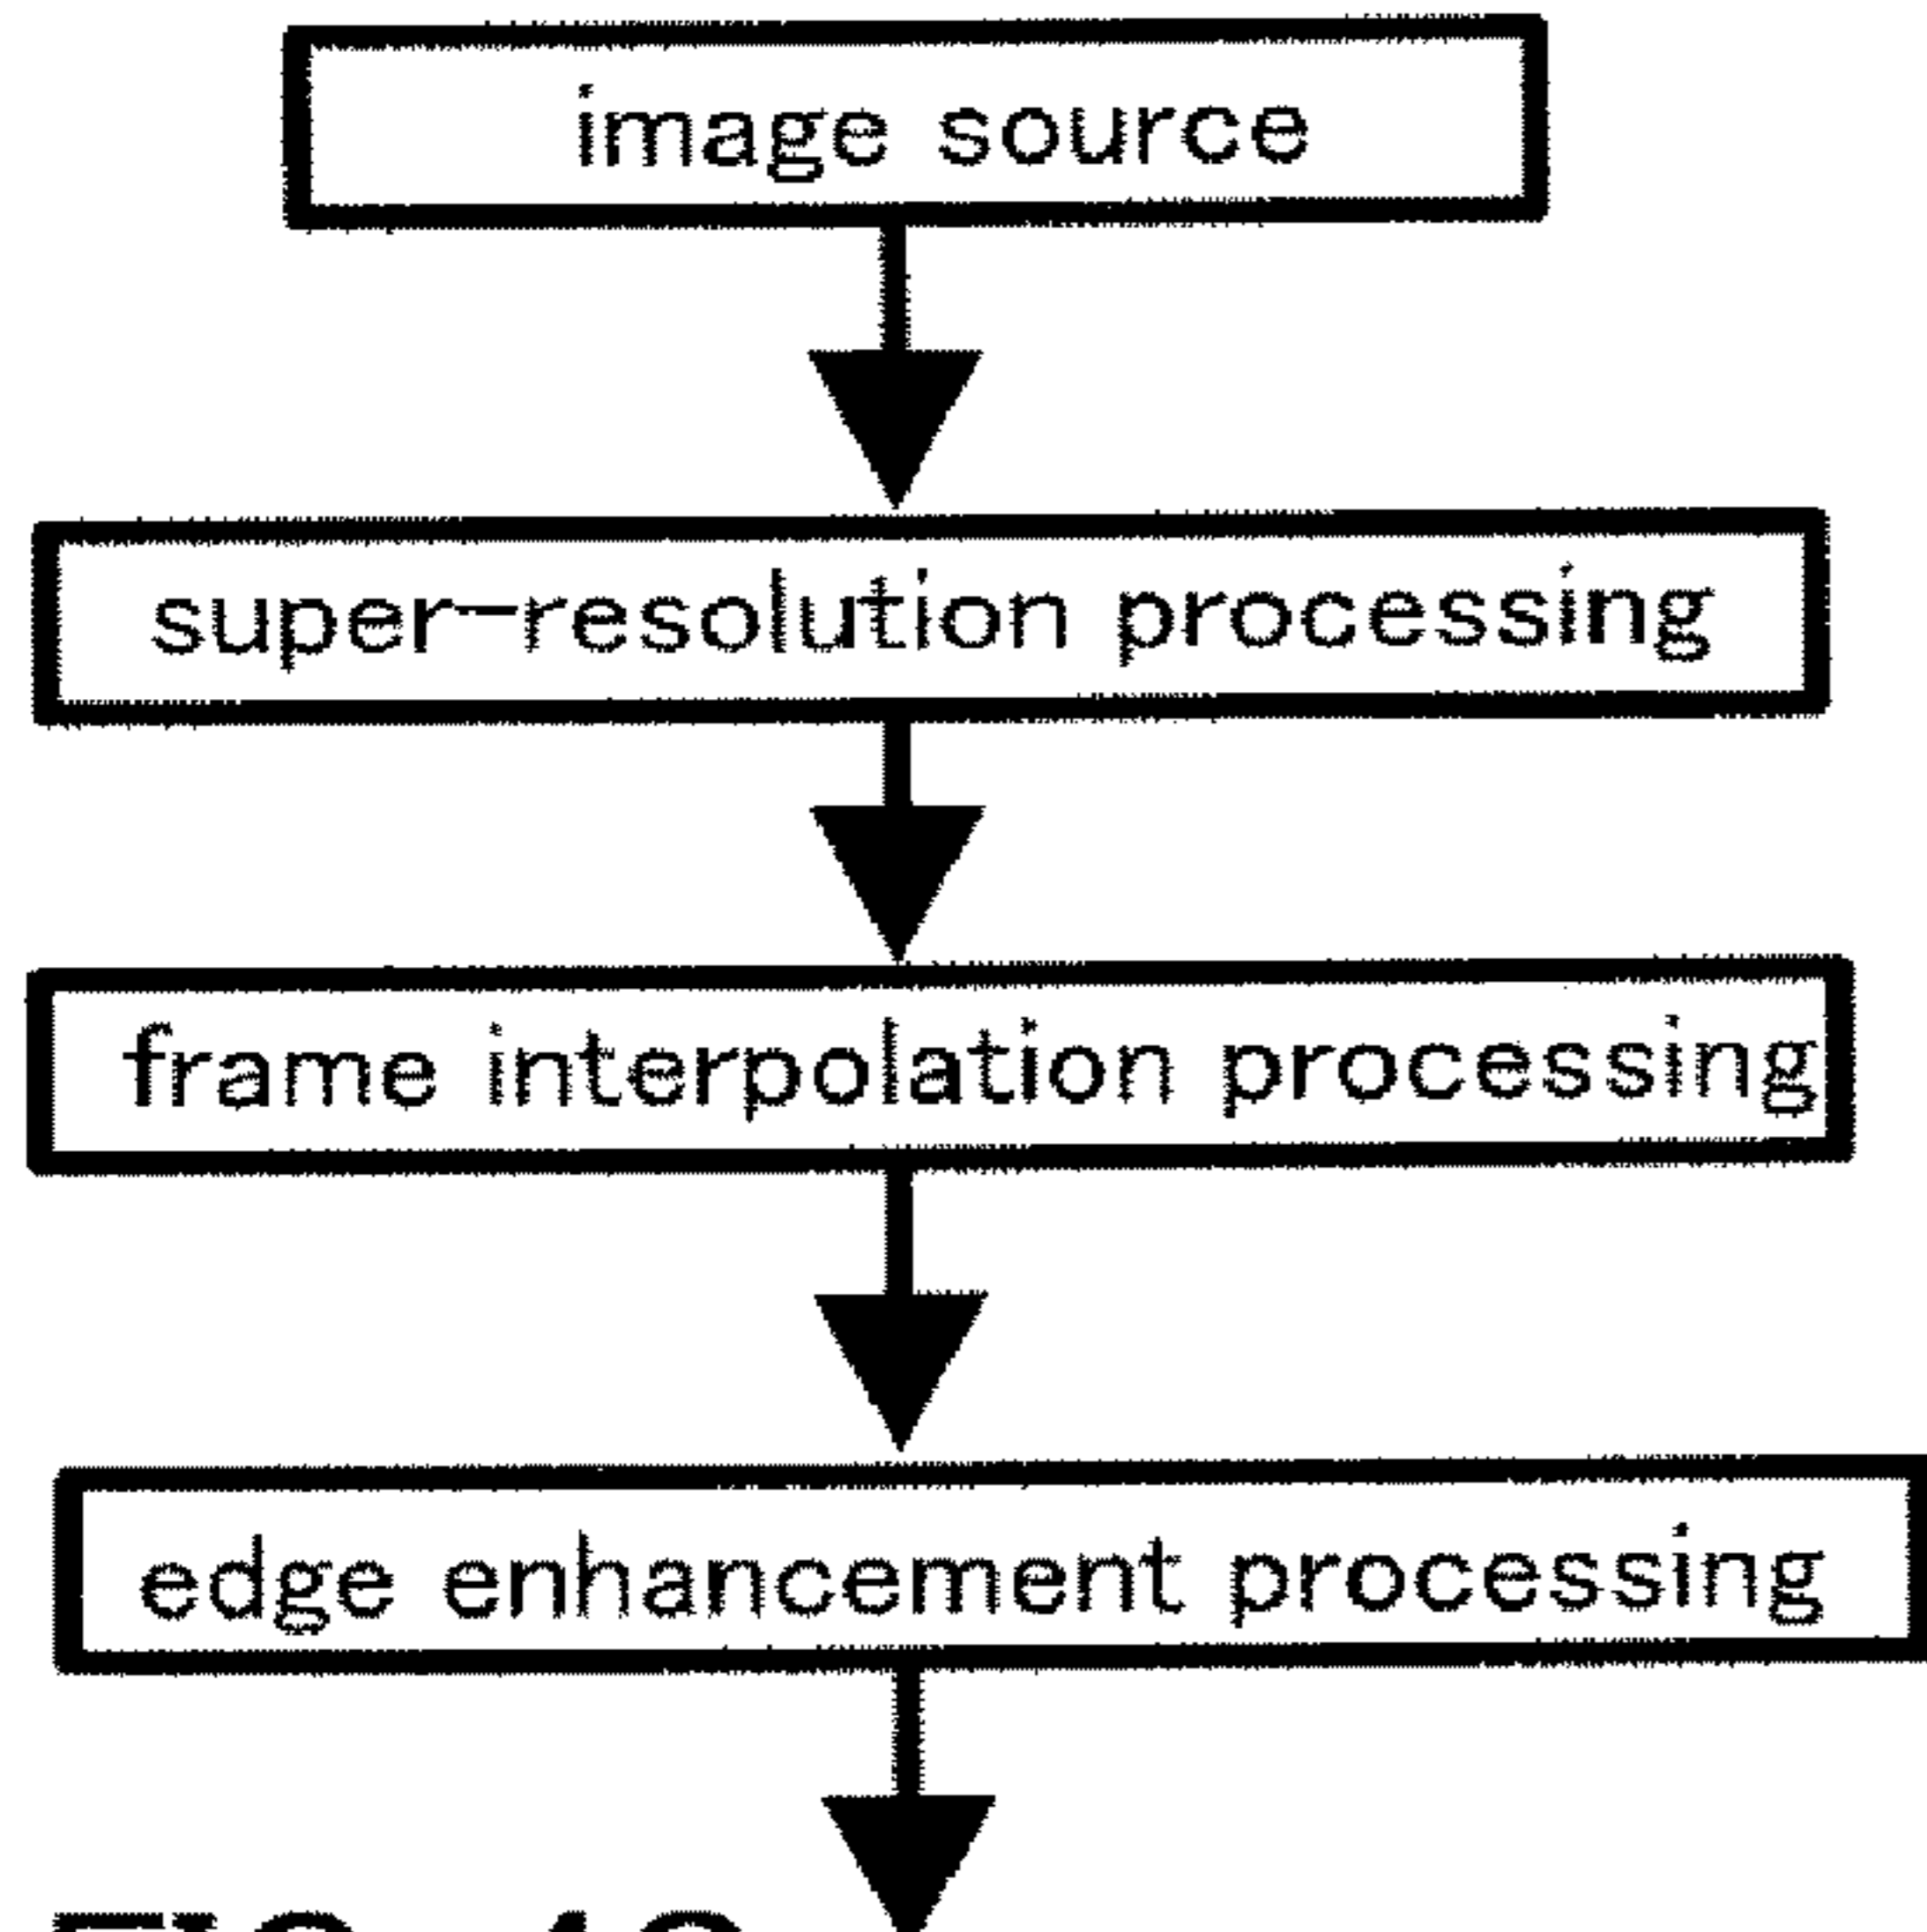 image source
super-resolution processing
frame interpolation processing
edge enhancement processing